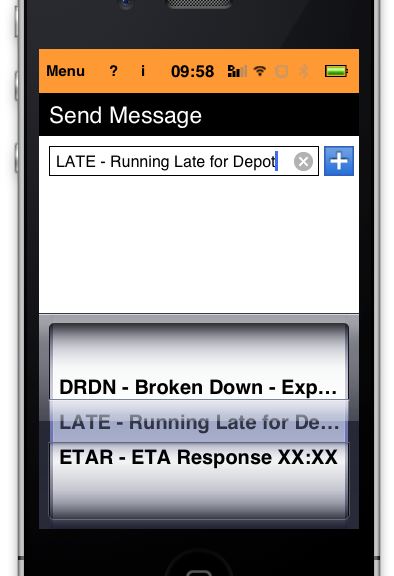 Menu ? i 09:58
Send Message
LATE - Running Late for Depot
DRDN - Broken Down - Exp...
LATE - Running Late for De...
ETAR - ETA Response XX:XX